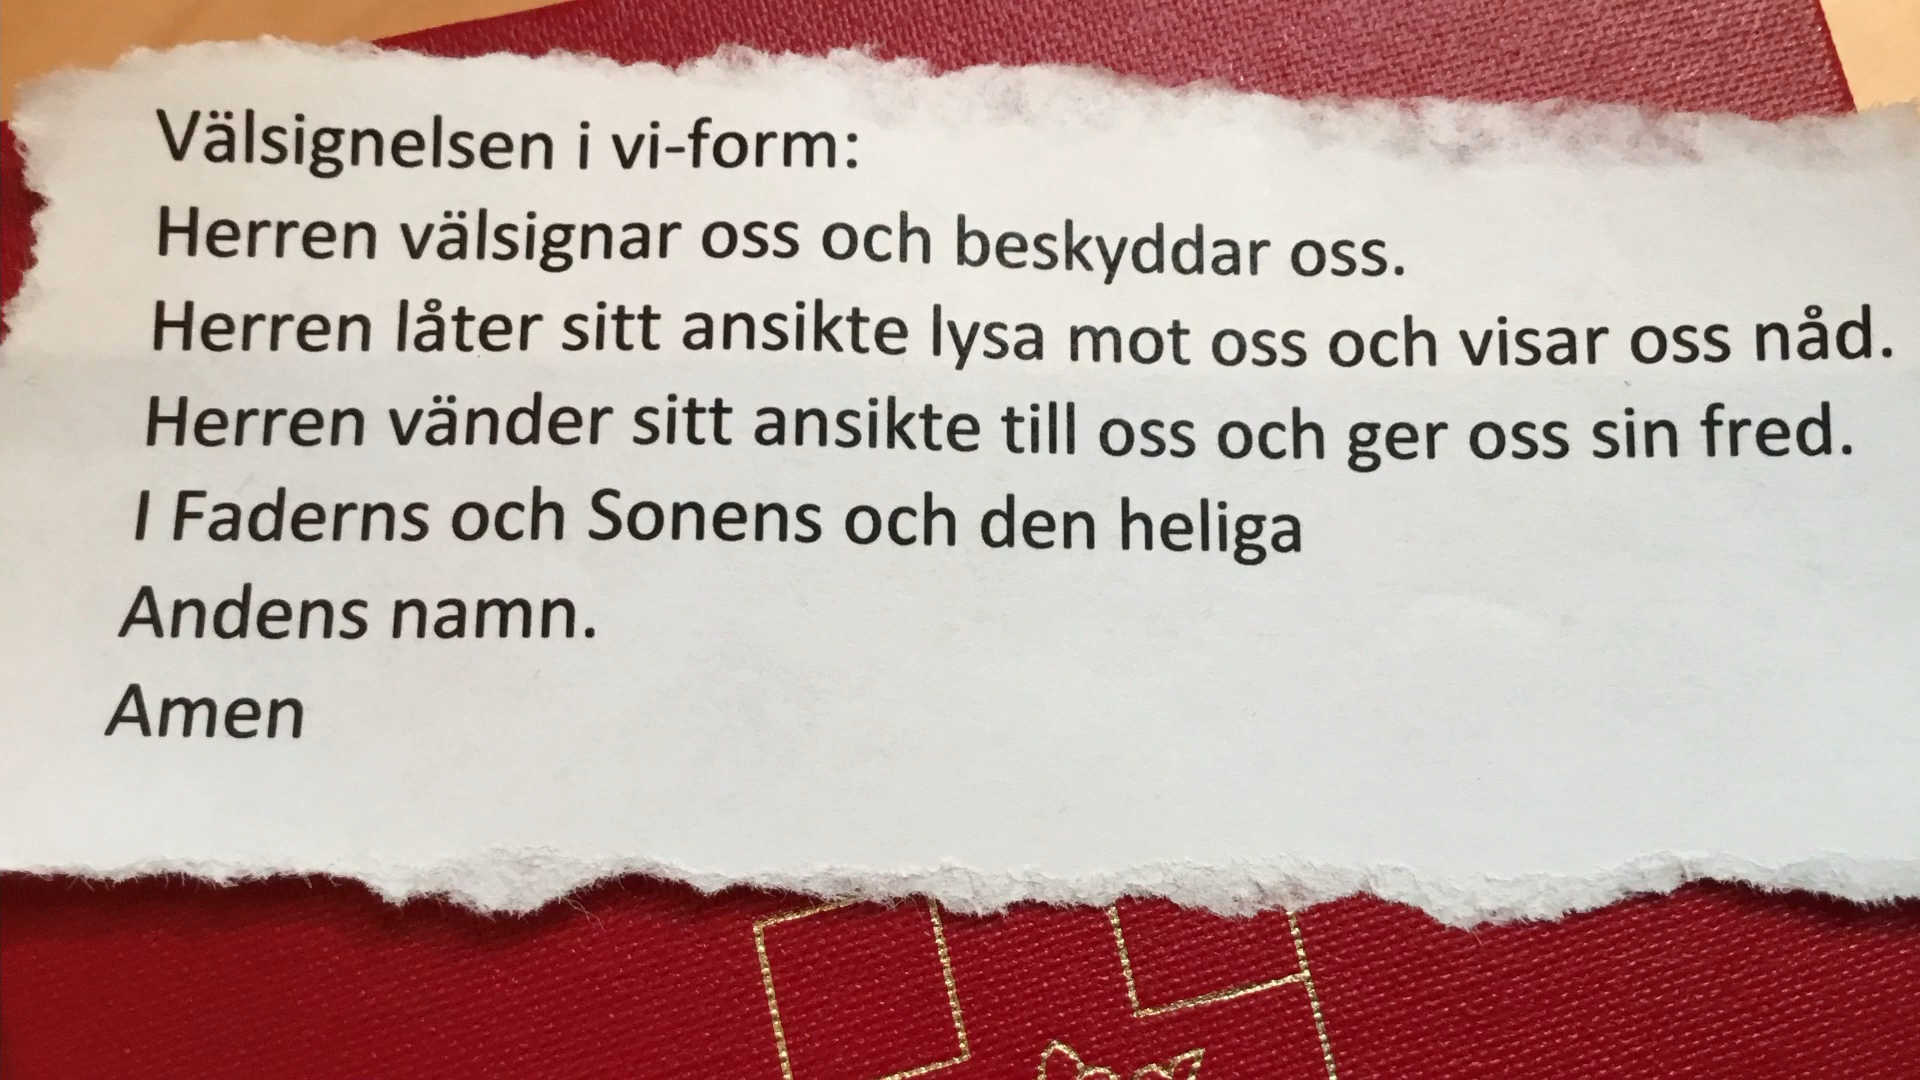 Välsignelsen i vi-form:
Herren välsignar oss och beskyddar oss.
Herren låter sitt ansikte lysa mot oss och visar oss nåd.
Herren vänder sitt ansikte till oss och ger oss sin fred.
I Faderns och Sonens och den heliga
Andens namn.
Amen